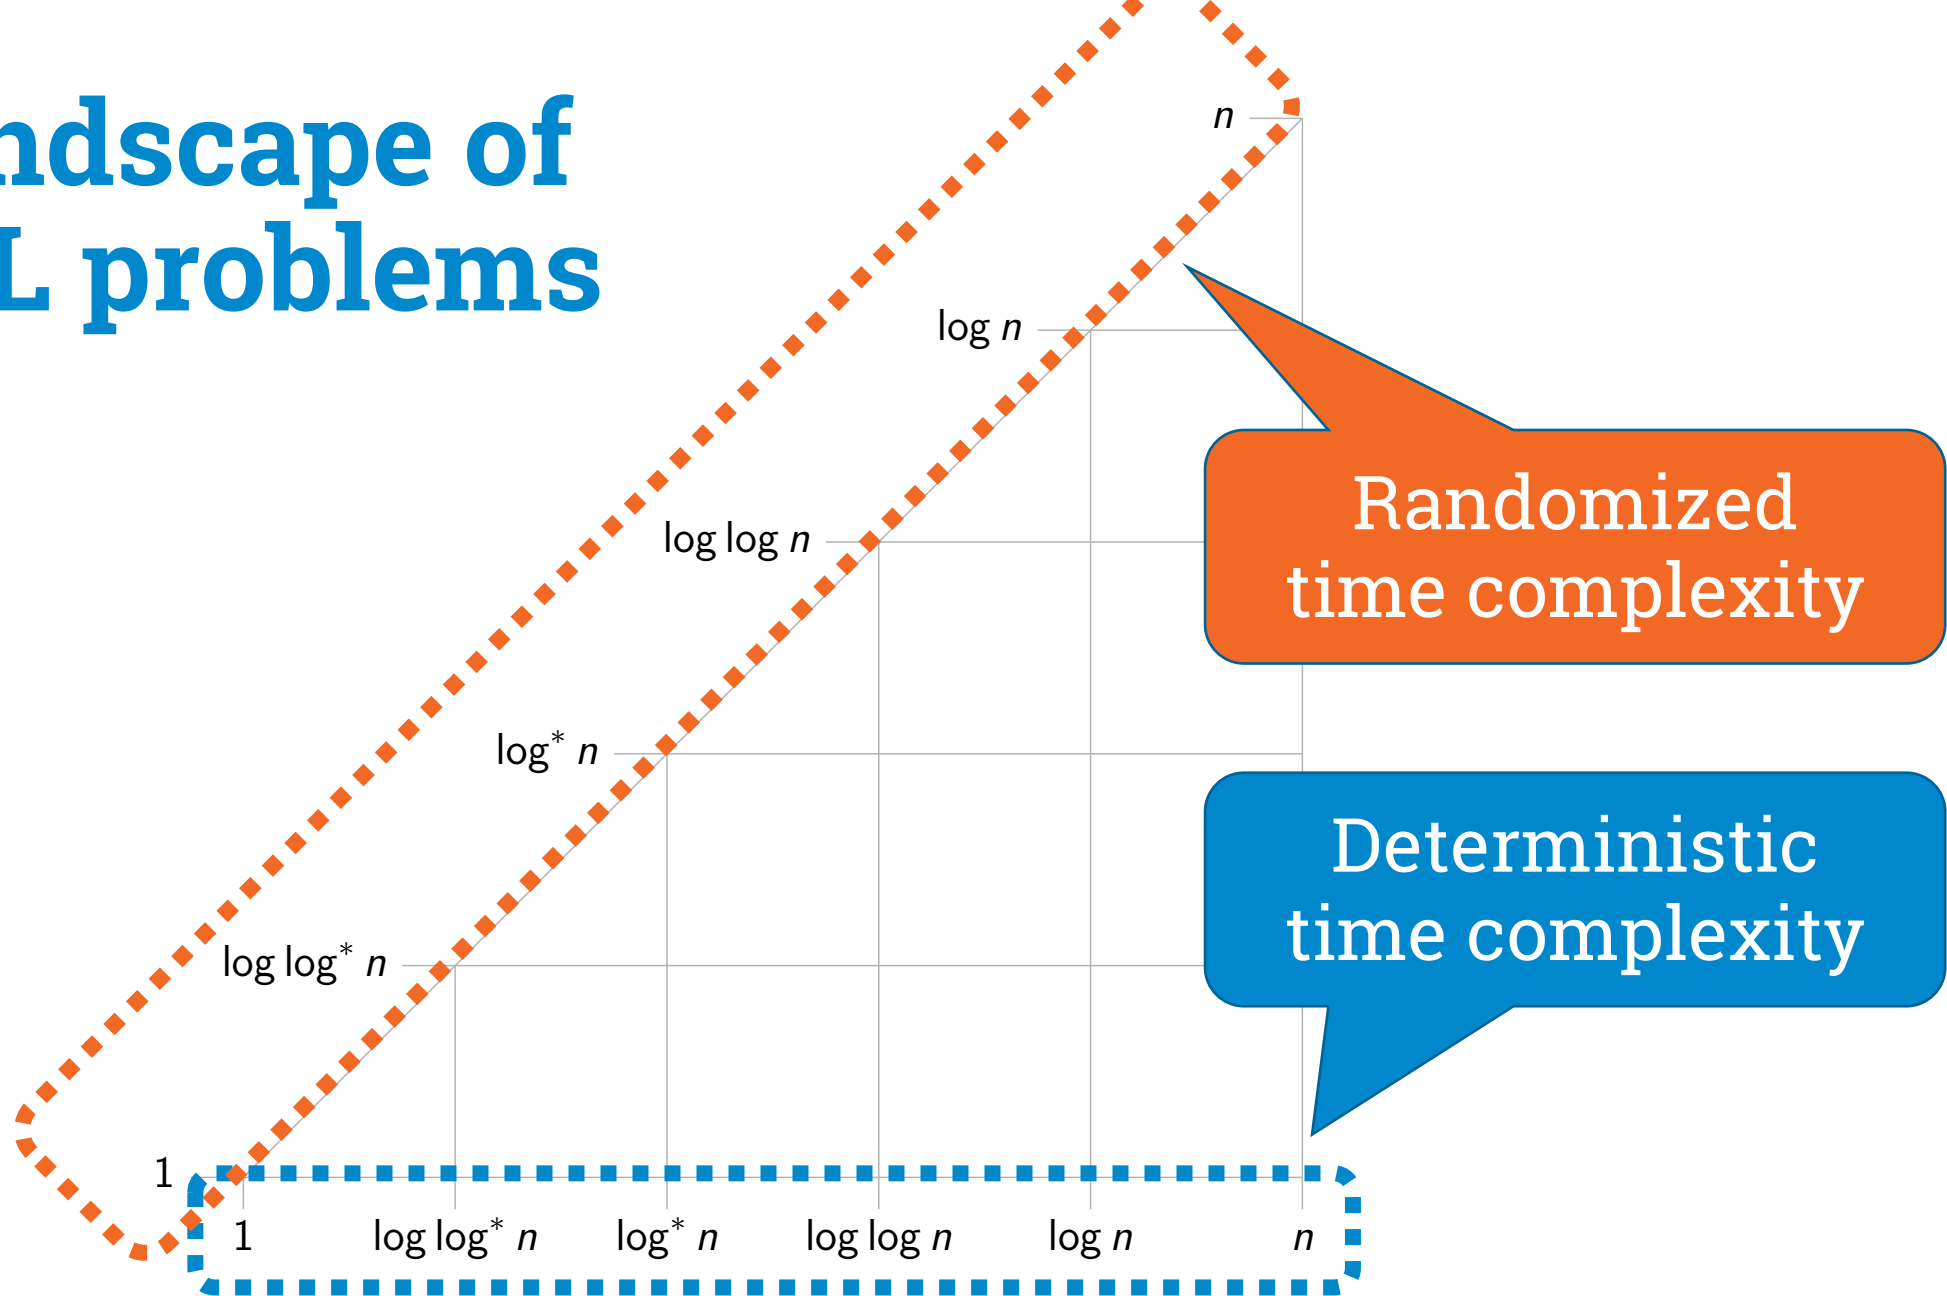 ndscape of
L problems
n
log n
Randomized
time complexity
log log n
log* n
Deterministic
time complexity
log log* n
1
1 log log* n log* n log log n log n n